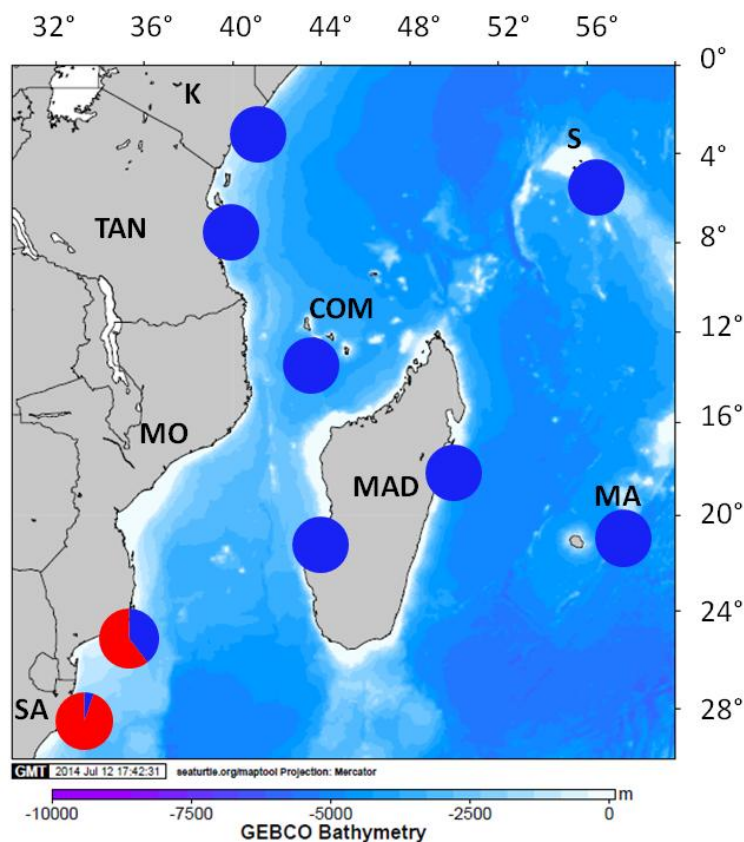 32° 36° 40° 44° 48° 52° 56°
0°
K
S
4°
TAN
8°
COM
12°
MO
16°
MAD
MA
20°
24°
SA
28°
GMT 2014 Jul 12 17:42:31 seaturtle.org/maptool Projection: Mercator
m
-10000 -7500 -5000 -2500 0
GEBCO Bathymetry